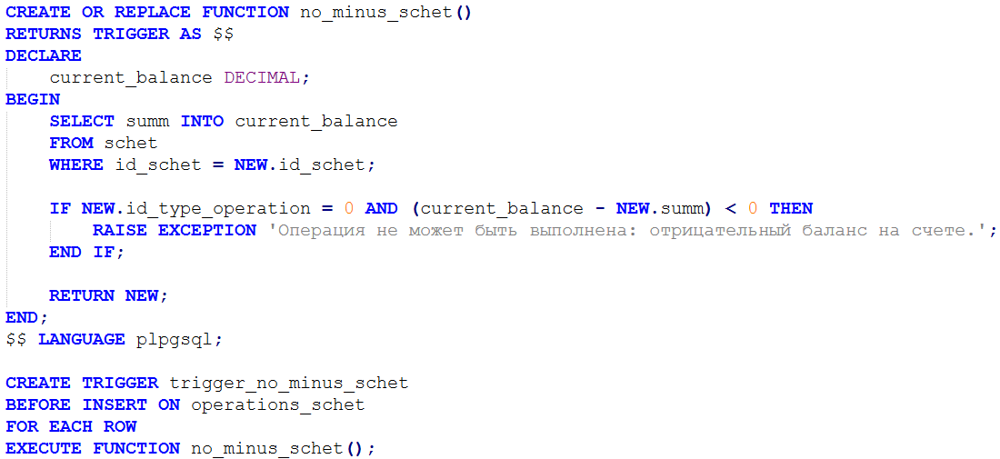 CREATE OR REPLACE FUNCTION no_minus_schet()
RETURNS TRIGGER AS $$
DECLARE
    current_balance DECIMAL;
BEGIN
    SELECT summ INTO current_balance
    FROM schet
    WHERE id_schet = NEW.id_schet;

    IF NEW.id_type_operation = 0 AND (current_balance - NEW.summ) < 0 THEN
        RAISE EXCEPTION 'Операция не может быть выполнена: отрицательный баланс на счете.';
    END IF;

    RETURN NEW;
END;
$$ LANGUAGE plpgsql;

CREATE TRIGGER trigger_no_minus_schet
BEFORE INSERT ON operations_schet
FOR EACH ROW
EXECUTE FUNCTION no_minus_schet();